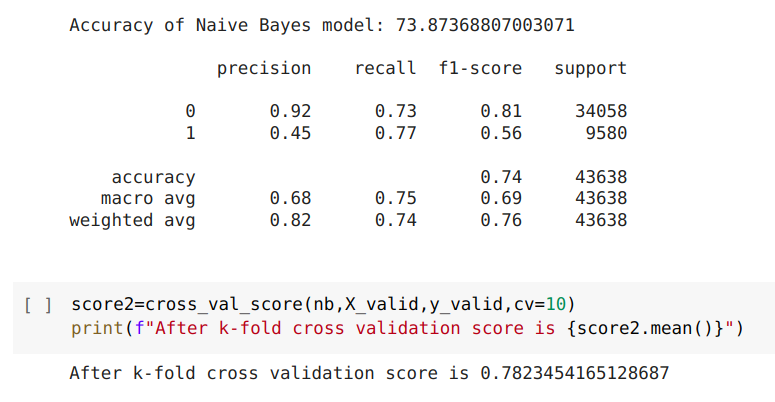 Accuracy of Naive Bayes model: 73.87368807003071
precision recall f1-score support
0 0.92 0.73 0.81 34058
1 0.45 0.77 0.56 9580
accuracy 0.74 43638
macro avg 0.68 0.75 0.69 43638
weighted avg 0.82 0.74 0.76 43638
[ ] score2=cross_val_score(nb,X_valid,y_valid,cv=10)
print(f"After k-fold cross validation score is {score2.mean()}")
After k-fold cross validation score is 0.7823454165128687